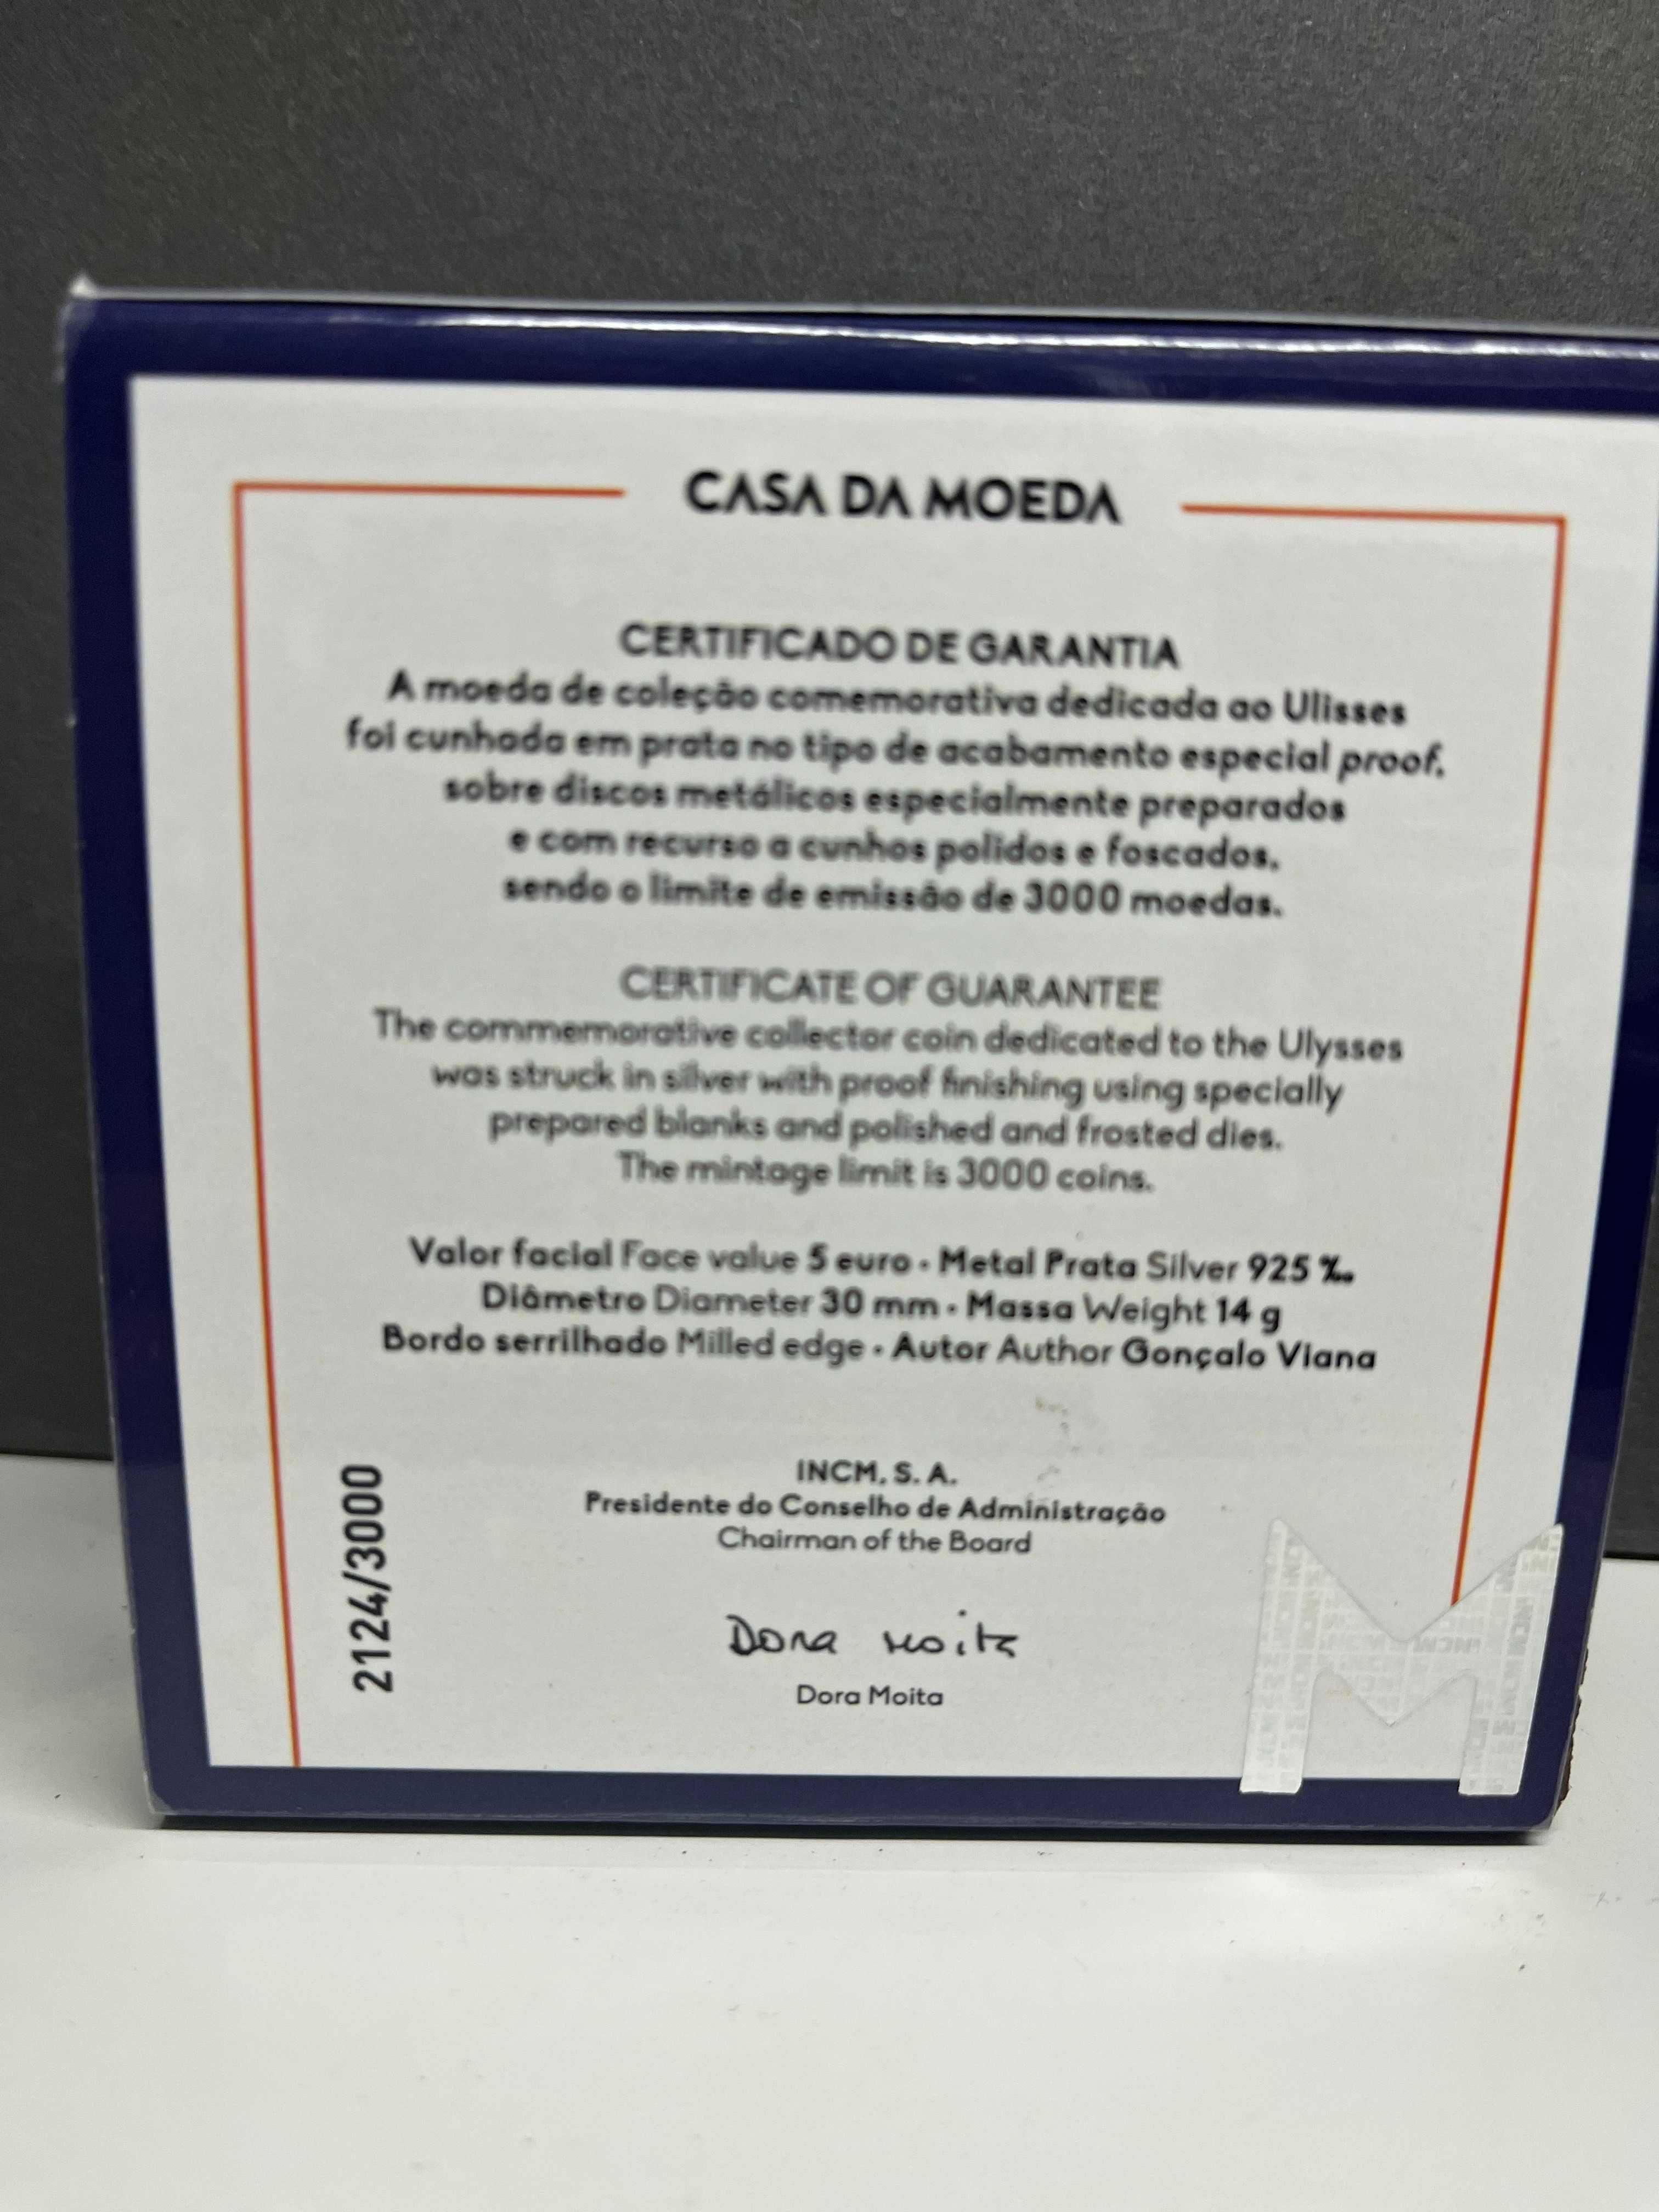 CASA DA MOEDA
CERTIFICADO DE GARANTIA
A moeda de coleção comemorativa dedicada ao Ulisses
foi cunhada em prata no tipo de acabamento especial proof,
sobre discos metálicos especialmente preparados
e com recurso a cunhos polidos e foscados,
sendo o limite de emissão de 3000 moedas.
CERTIFICATE OF GUARANTEE
The commemorative collector coin dedicated to the Ulysses
was struck in silver with proof finishing using specially
prepared blanks and polished and frosted dies.
The mintage limit is 3000 coins.
Valor facial Face value 5 euro • Metal Prata Silver 925 ‰
Diâmetro Diameter 30 mm • Massa Weight 14 g
Bordo serrilhado Milled edge • Autor Author Gonçalo Viana
2124/3000
INCM, S. A.
Presidente do Conselho de Administração
Chairman of the Board
Dora Moita
Dora Moita
M